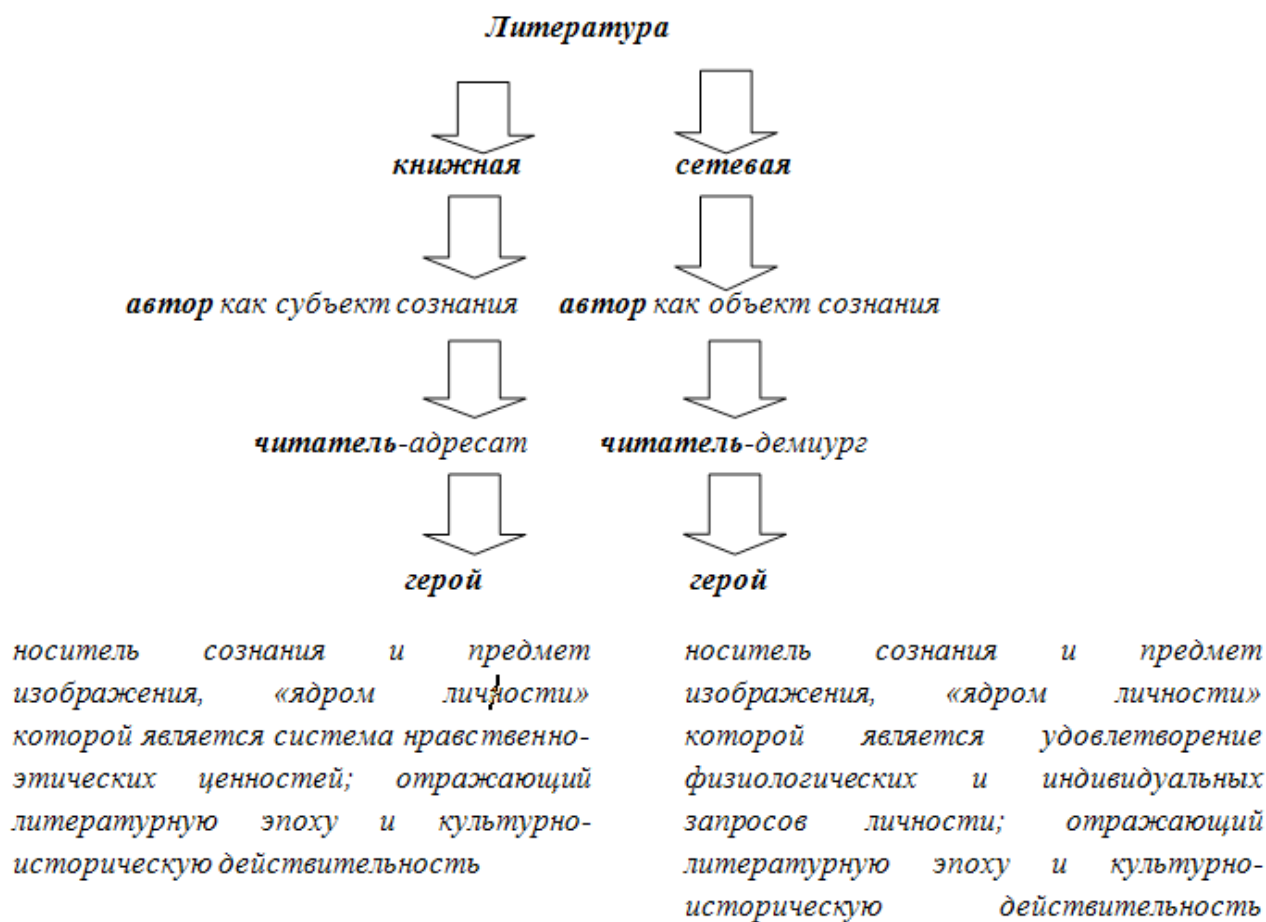 Литература
книжная
сетевая
автор как субъект сознания
автор как объект сознания
читатель-адресат
читатель-демиург
герой
герой
носитель сознания и предмет
изображения, «ядром личности»
которой является система нравственно-
этических ценностей; отражающий
литературную эпоху и культурно-
историческую действительность
носитель сознания и предмет
изображения, «ядром личности»
которой является удовлетворение
физиологических и индивидуальных
запросов личности; отражающий
литературную эпоху и культурно-
историческую действительность